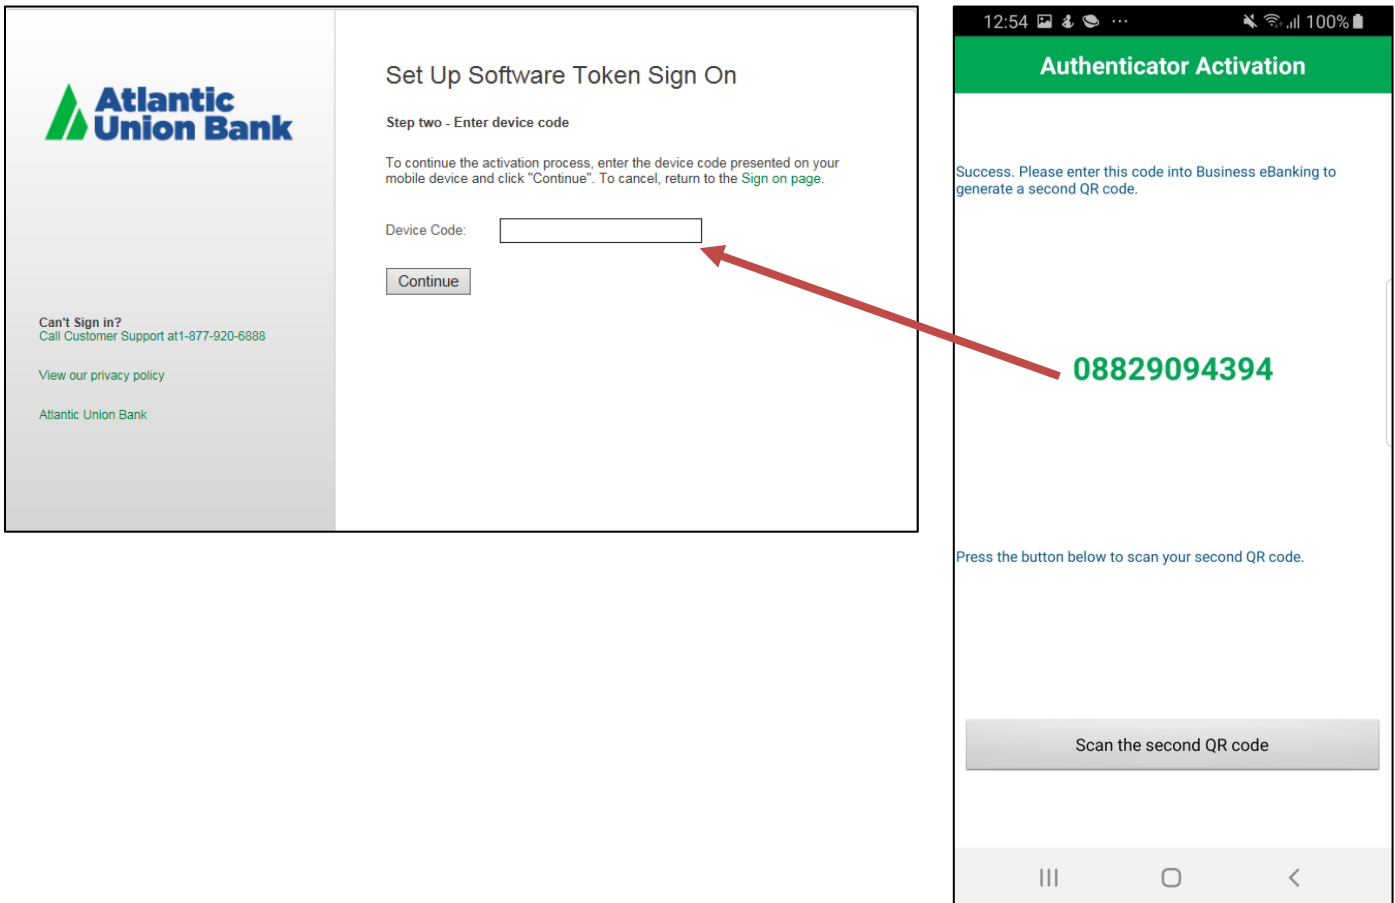 Atlantic
Union Bank
Can't Sign in?
Call Customer Support at1-877-920-6888
View our privacy policy
Atlantic Union Bank
Set Up Software Token Sign On
Step two - Enter device code
To continue the activation process, enter the device code presented on your
mobile device and click "Continue". To cancel, return to the Sign on page.
Device Code:
Continue
12:54 ··· 100%
Authenticator Activation
Success. Please enter this code into Business eBanking to
generate a second QR code.
08829094394
Press the button below to scan your second QR code.
Scan the second QR code